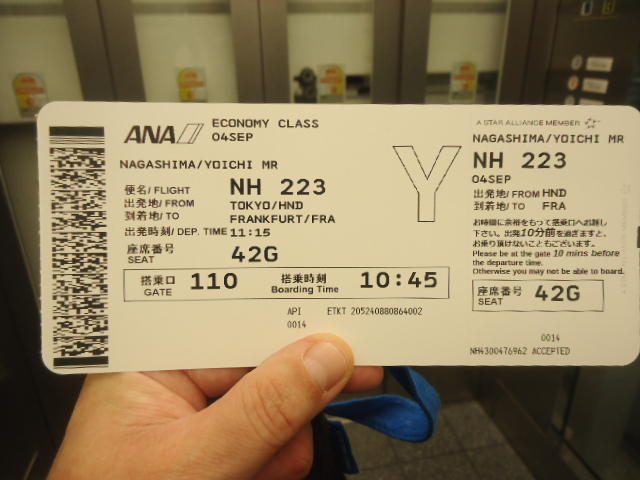 ANA
ECONOMY CLASS
04SEP
NAGASHIMA/YOICHI MR
便名/ FLIGHT NH 223
出発地/ FROM TOKYO/HND
到着地/ TO FRANKFURT/FRA
出発時刻/ DEP. TIME 11:15
座席番号
SEAT 42G
搭乗口
GATE 110
搭乗時刻
Boarding Time 10:45
API ETKT 205240880864002
0014
Y
A STAR ALLIANCE MEMBER
NAGASHIMA/YOICHI MR
NH 223
04SEP
出発地/ FROM HND
到着地/ TO FRA
お時間に余裕をもって搭乗口へお越し
下さい。出発10分前を過ぎますと、
お乗り頂けないこともございます。
Please be at the gate 10 mins before
the departure time.
Otherwise you may not be able to board.
座席番号
SEAT 42G
0014
NH4300476962 ACCEPTED